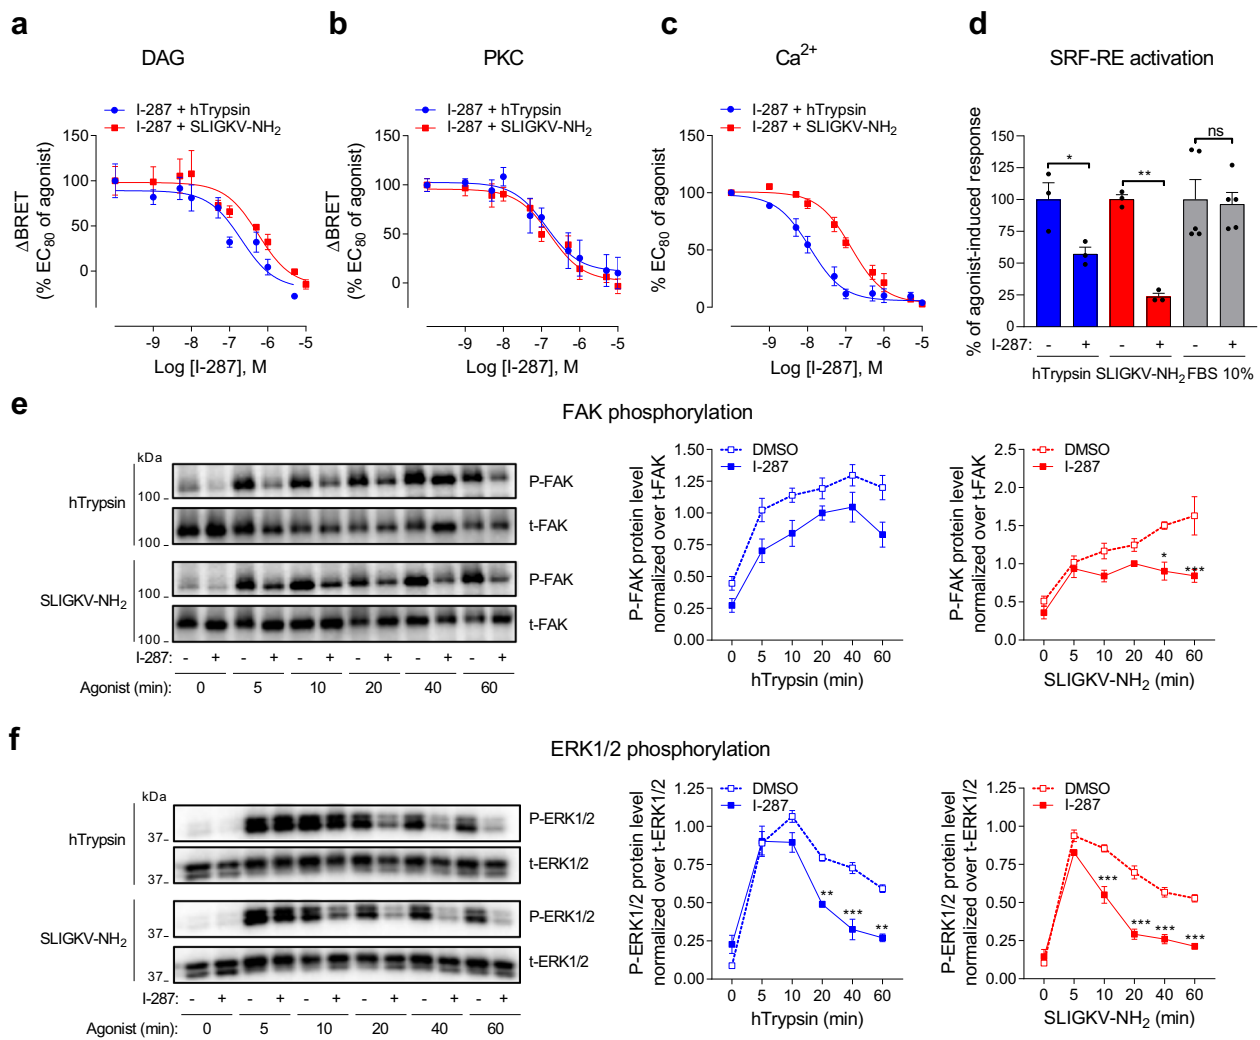 a
DAG
I-287 + hTrypsin
I-287 + SLIGKV-NH2
ΔBRET
(% EC80 of agonist)
150
100
50
0
-9 -8 -7 -6 -5
Log [I-287], M
b
PKC
I-287 + hTrypsin
I-287 + SLIGKV-NH2
ΔBRET
(% EC80 of agonist)
150
100
50
0
-9 -8 -7 -6 -5
Log [I-287], M
c
Ca2+
I-287 + hTrypsin
I-287 + SLIGKV-NH2
% EC80 of agonist
150
100
50
0
-9 -8 -7 -6 -5
Log [I-287], M
d
SRF-RE activation
% of agonist-induced response
150
125
100
75
50
25
0
* ** ns
I-287: - + - + - +
hTrypsin SLIGKV-NH2 FBS 10%
e
FAK phosphorylation
kDa
hTrypsin
100
P-FAK
100
t-FAK
SLIGKV-NH2
100
P-FAK
100
t-FAK
I-287: - + - + - + - + - + - +
Agonist (min): 0 5 10 20 40 60
DMSO
I-287
P-FAK protein level
normalized over t-FAK
1.50
1.25
1.00
0.75
0.50
0.25
0.00
0 5 10 20 40 60
hTrypsin (min)
DMSO
I-287
P-FAK protein level
normalized over t-FAK
2.5
2.0
1.5
1.0
0.5
0.0
* ***
0 5 10 20 40 60
SLIGKV-NH2 (min)
f
ERK1/2 phosphorylation
kDa
hTrypsin
37
P-ERK1/2
37
t-ERK1/2
SLIGKV-NH2
37
P-ERK1/2
37
t-ERK1/2
I-287: - + - + - + - + - + - +
Agonist (min): 0 5 10 20 40 60
DMSO
I-287
P-ERK1/2 protein level
normalized over t-ERK1/2
1.25
1.00
0.75
0.50
0.25
0.00
** *** **
0 5 10 20 40 60
hTrypsin (min)
DMSO
I-287
P-ERK1/2 protein level
normalized over t-ERK1/2
1.25
1.00
0.75
0.50
0.25
0.00
*** *** *** ***
0 5 10 20 40 60
SLIGKV-NH2 (min)